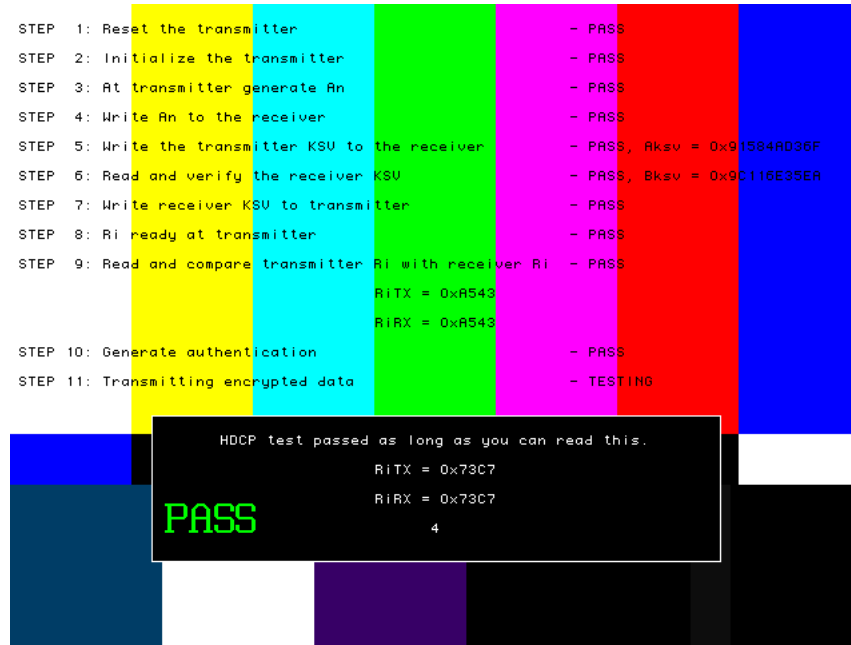 STEP 1: Reset the transmitter - PASS
STEP 2: Initialize the transmitter - PASS
STEP 3: At transmitter generate An - PASS
STEP 4: Write An to the receiver - PASS
STEP 5: Write the transmitter KSV to the receiver - PASS, Aksv = 0x91584AD36F
STEP 6: Read and verify the receiver KSV - PASS, Bksv = 0x9C116E35EA
STEP 7: Write receiver KSV to transmitter - PASS
STEP 8: Ri ready at transmitter - PASS
STEP 9: Read and compare transmitter Ri with receiver Ri - PASS
RiTX = 0xA543
RiRX = 0xA543
STEP 10: Generate authentication - PASS
STEP 11: Transmitting encrypted data - TESTING
HDCP test passed as long as you can read this.
RiTX = 0x73C7
RiRX = 0x73C7
PASS
4